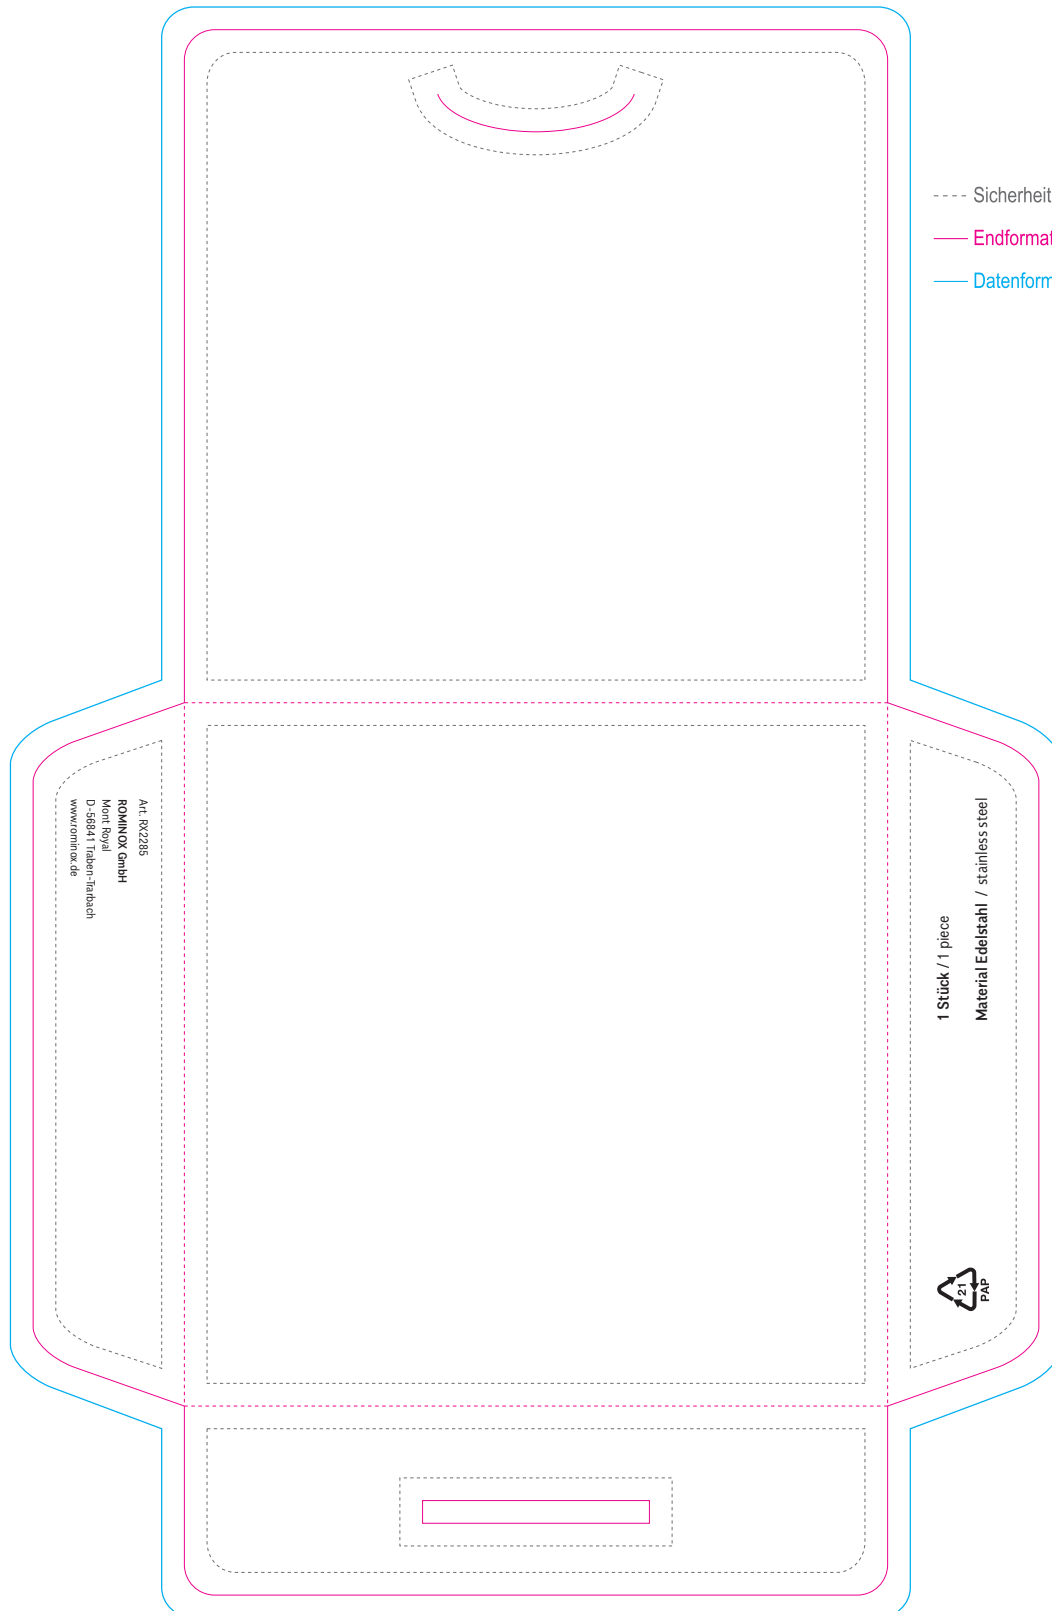 Sicherheit
Endformat
Datenform
Art. RX2285
ROMINOX GmbH
Mont Royal
D-56841 Traben-Trarbach
www.rominox.de
1 Stück / 1 piece
Material Edelstahl / stainless steel
21
PAP